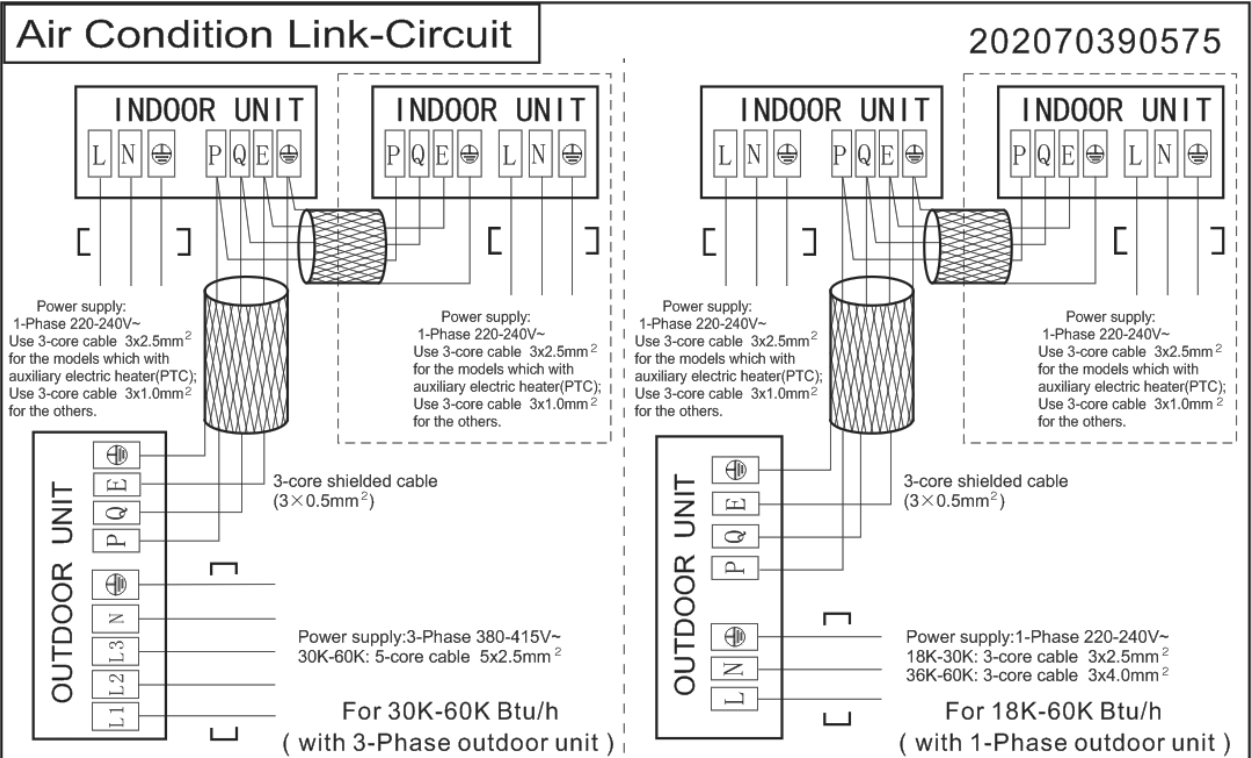 Air Condition Link-Circuit
202070390575
INDOOR UNIT
L N P Q E
INDOOR UNIT
P Q E L N
Power supply:
1-Phase 220-240V~
Use 3-core cable 3x2.5mm²
for the models which with
auxiliary electric heater(PTC);
Use 3-core cable 3x1.0mm²
for the others.
Power supply:
1-Phase 220-240V~
Use 3-core cable 3x2.5mm²
for the models which with
auxiliary electric heater(PTC);
Use 3-core cable 3x1.0mm²
for the others.
OUTDOOR UNIT
E
Q
P
N
L3
L2
L1
3-core shielded cable
(3×0.5mm²)
Power supply:3-Phase 380-415V~
30K-60K: 5-core cable 5x2.5mm²
For 30K-60K Btu/h
( with 3-Phase outdoor unit )
INDOOR UNIT
L N P Q E
INDOOR UNIT
P Q E L N
Power supply:
1-Phase 220-240V~
Use 3-core cable 3x2.5mm²
for the models which with
auxiliary electric heater(PTC);
Use 3-core cable 3x1.0mm²
for the others.
Power supply:
1-Phase 220-240V~
Use 3-core cable 3x2.5mm²
for the models which with
auxiliary electric heater(PTC);
Use 3-core cable 3x1.0mm²
for the others.
OUTDOOR UNIT
E
Q
P
N
L
3-core shielded cable
(3×0.5mm²)
Power supply:1-Phase 220-240V~
18K-30K: 3-core cable 3x2.5mm²
36K-60K: 3-core cable 3x4.0mm²
For 18K-60K Btu/h
( with 1-Phase outdoor unit )